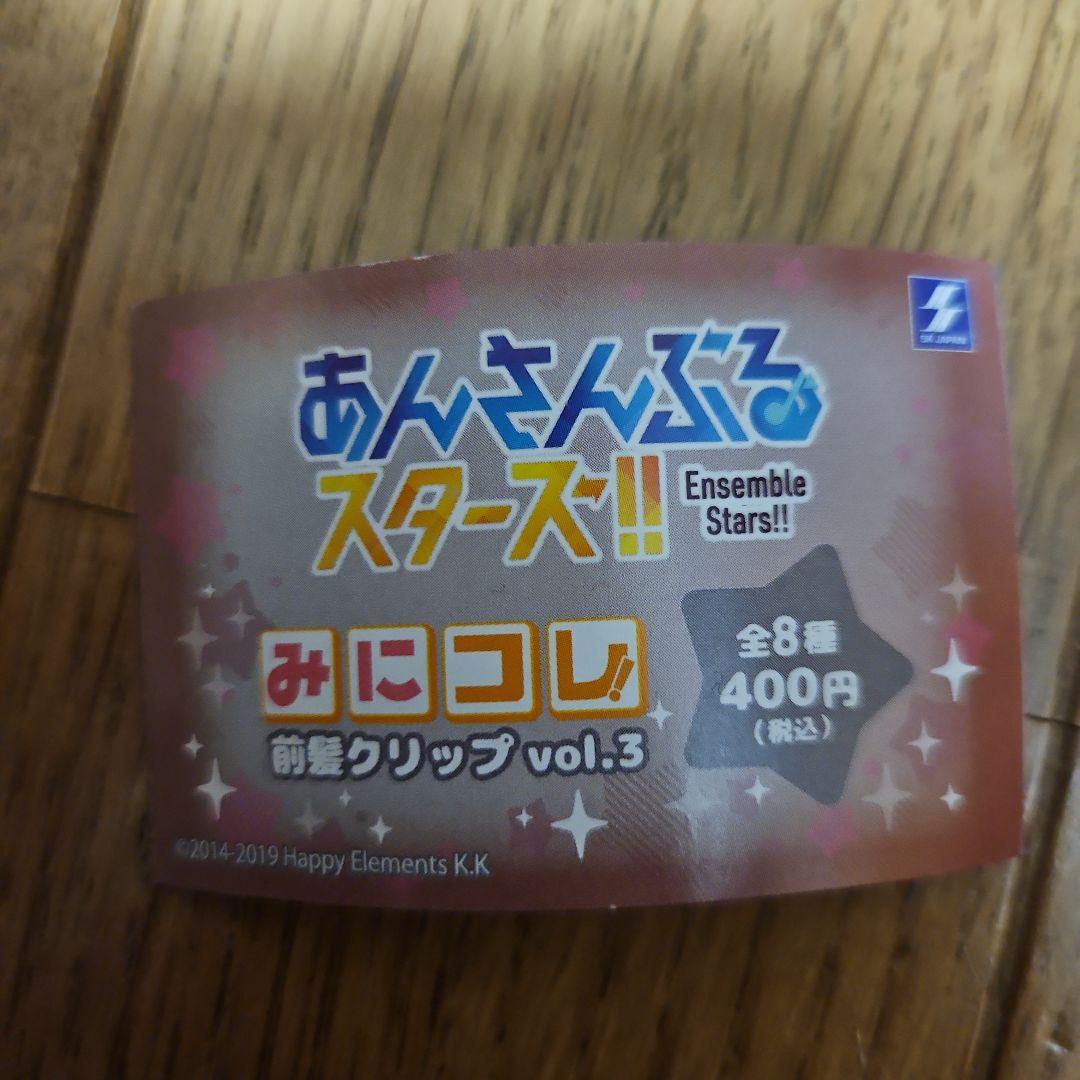 SK JAPAN
あんさんぶる
スターズ!!
Ensemble
Stars!!
みにコレ!
前髪クリップ vol.3
全8種
400円
(税込)
©2014-2019 Happy Elements K.K